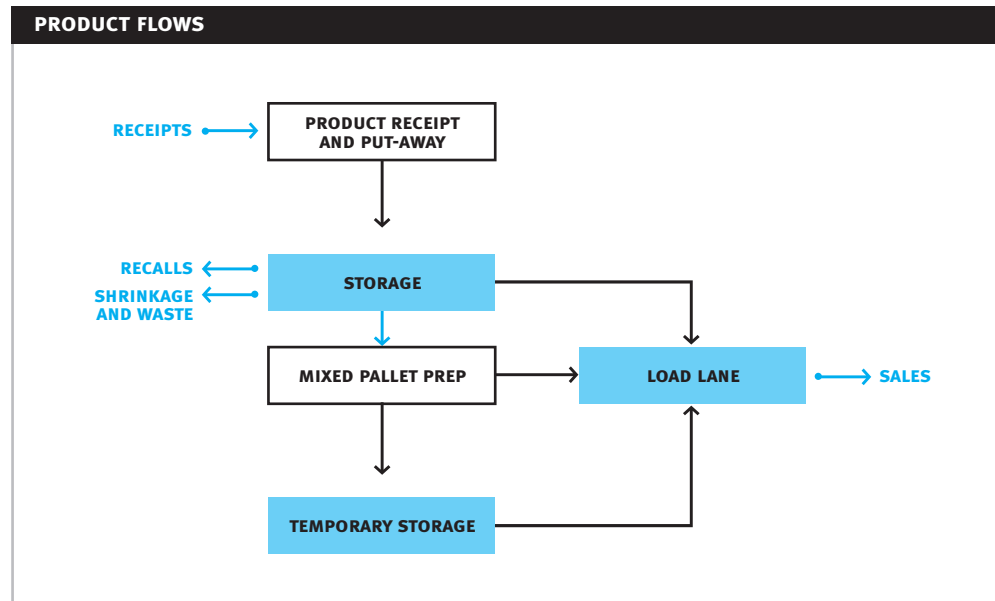 PRODUCT FLOWS
RECEIPTS
PRODUCT RECEIPT
AND PUT-AWAY
RECALLS
SHRINKAGE
AND WASTE
STORAGE
MIXED PALLET PREP
LOAD LANE
SALES
TEMPORARY STORAGE